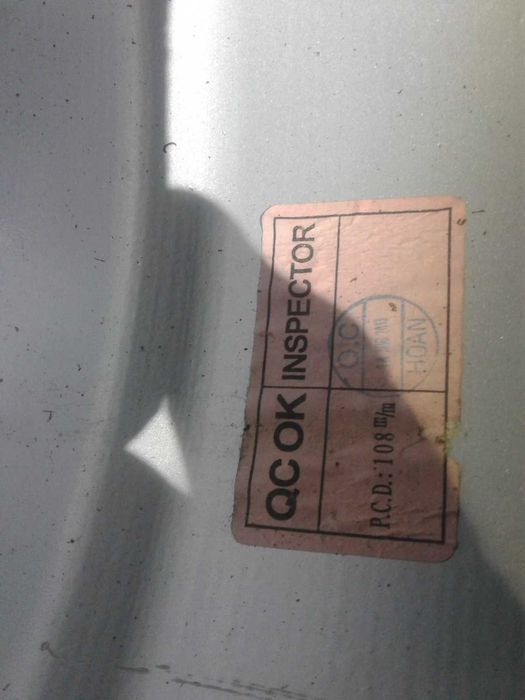 QC OK INSPECTOR
P.C.D.: 108 m/m
Q.C
HOAN